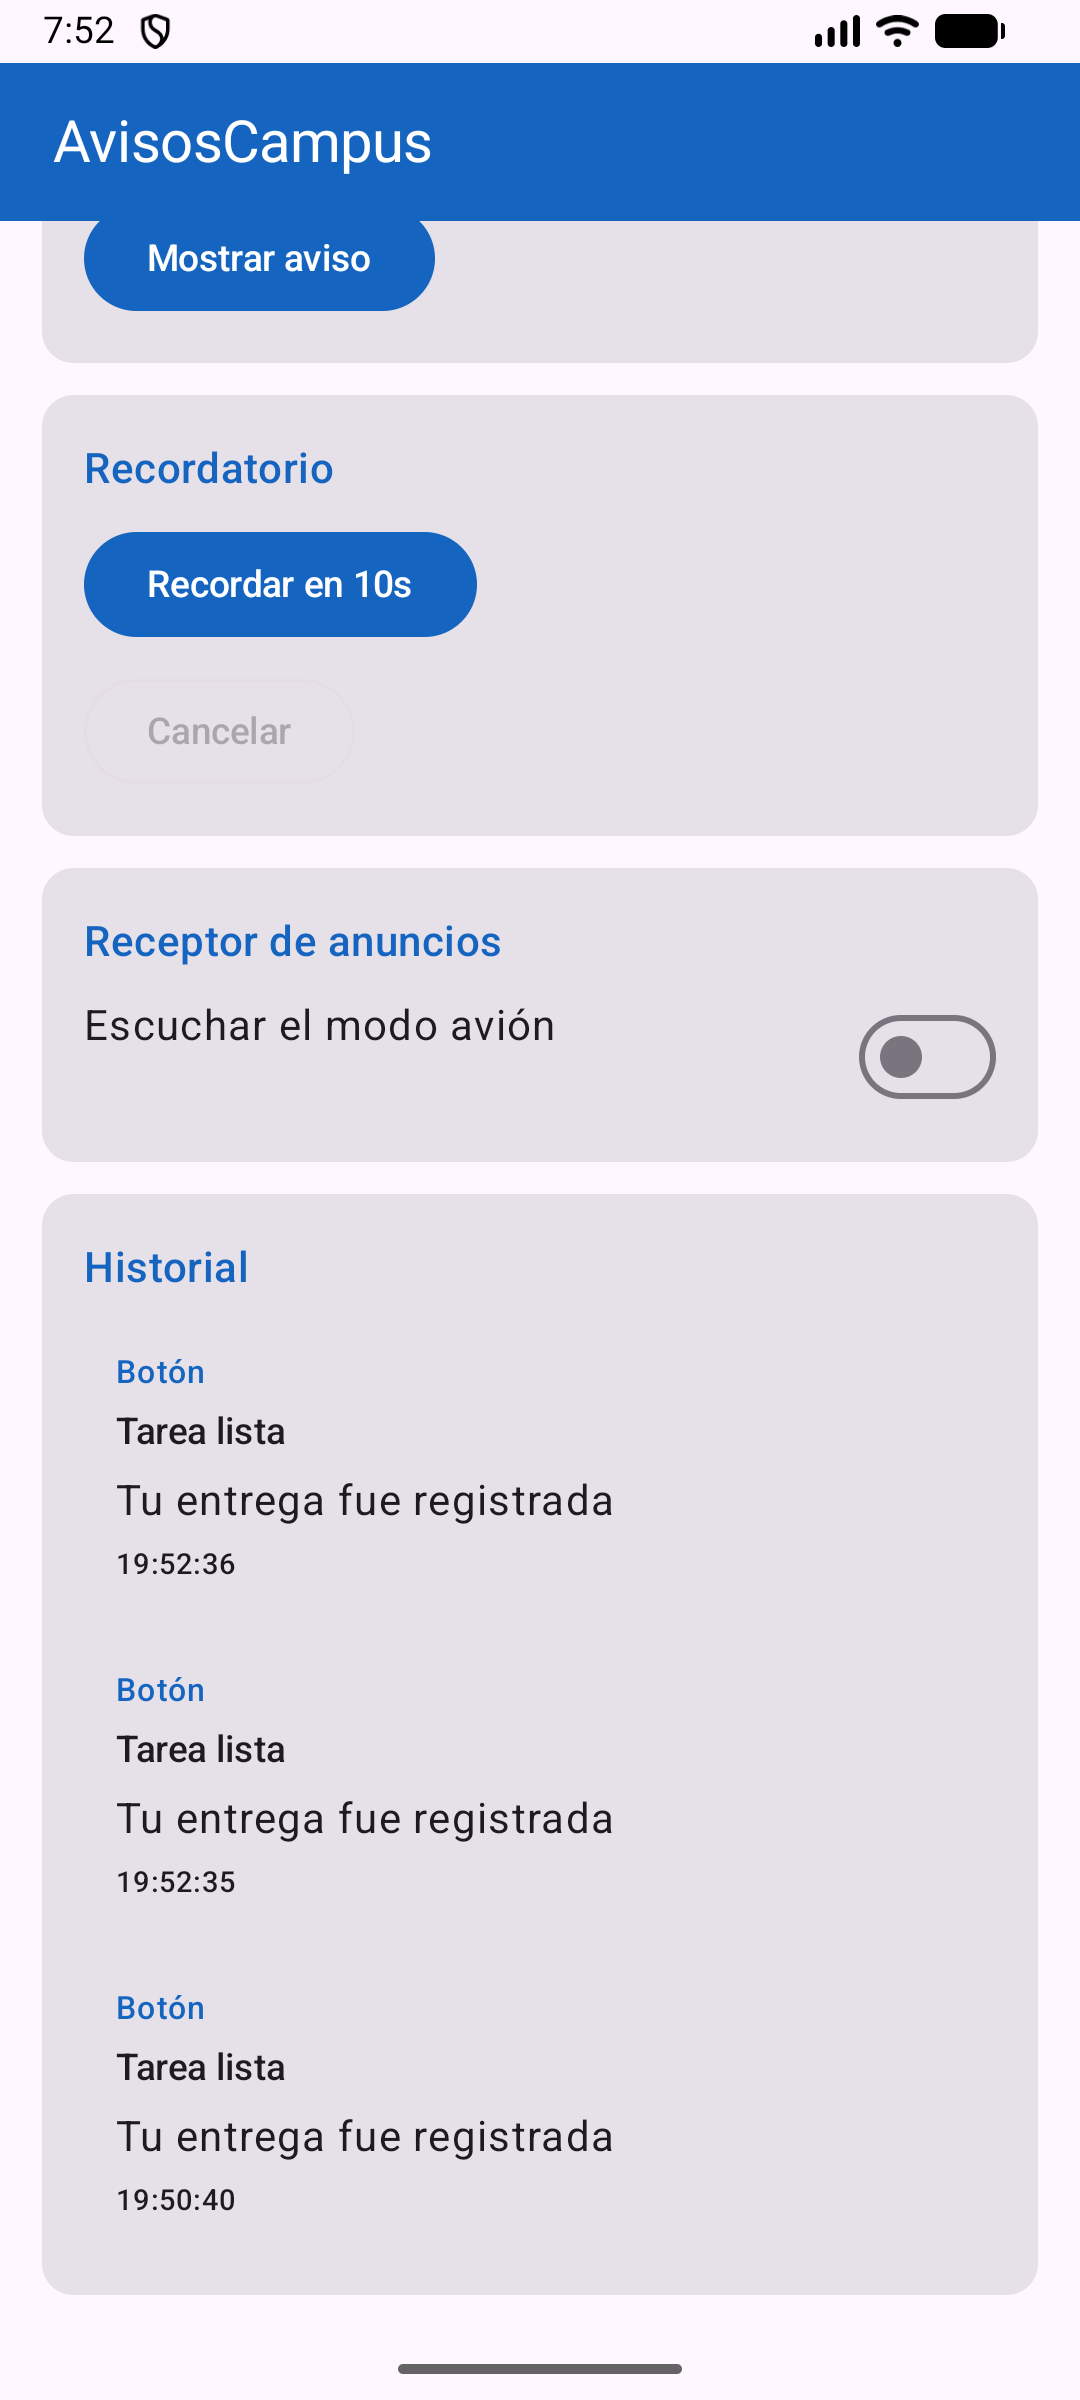 7:52
AvisosCampus
Mostrar aviso
Recordatorio
Recordar en 10s
Cancelar
Receptor de anuncios
Escuchar el modo avión
Historial
Botón
Tarea lista
Tu entrega fue registrada
19:52:36
Botón
Tarea lista
Tu entrega fue registrada
19:52:35
Botón
Tarea lista
Tu entrega fue registrada
19:50:40